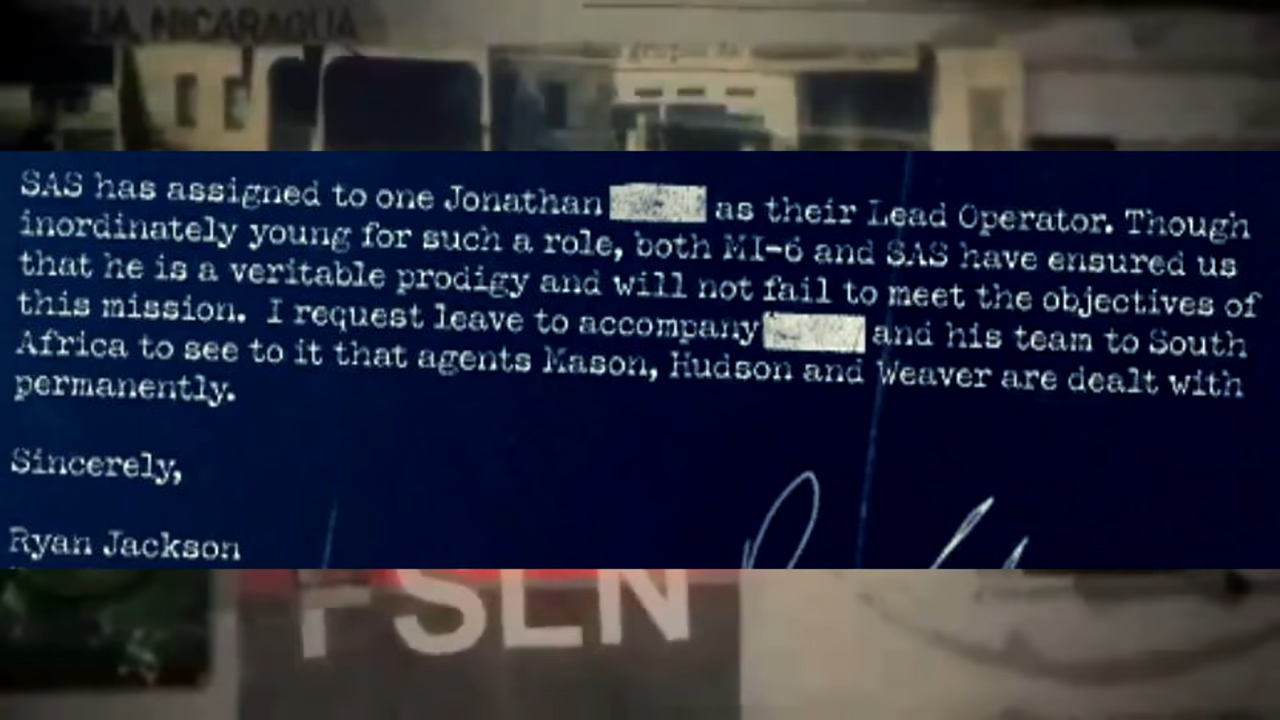 NICARAGUA
SAS has assigned to one Jonathan as their Lead Operator. Though
inordinately young for such a role, both MI-6 and SAS have ensured us
that he is a veritable prodigy and will not fail to meet the objectives of
this mission. I request leave to accompany and his team to South
Africa to see to it that agents Mason, Hudson and Weaver are dealt with
permanently.
Sincerely,
Ryan Jackson
FSLN